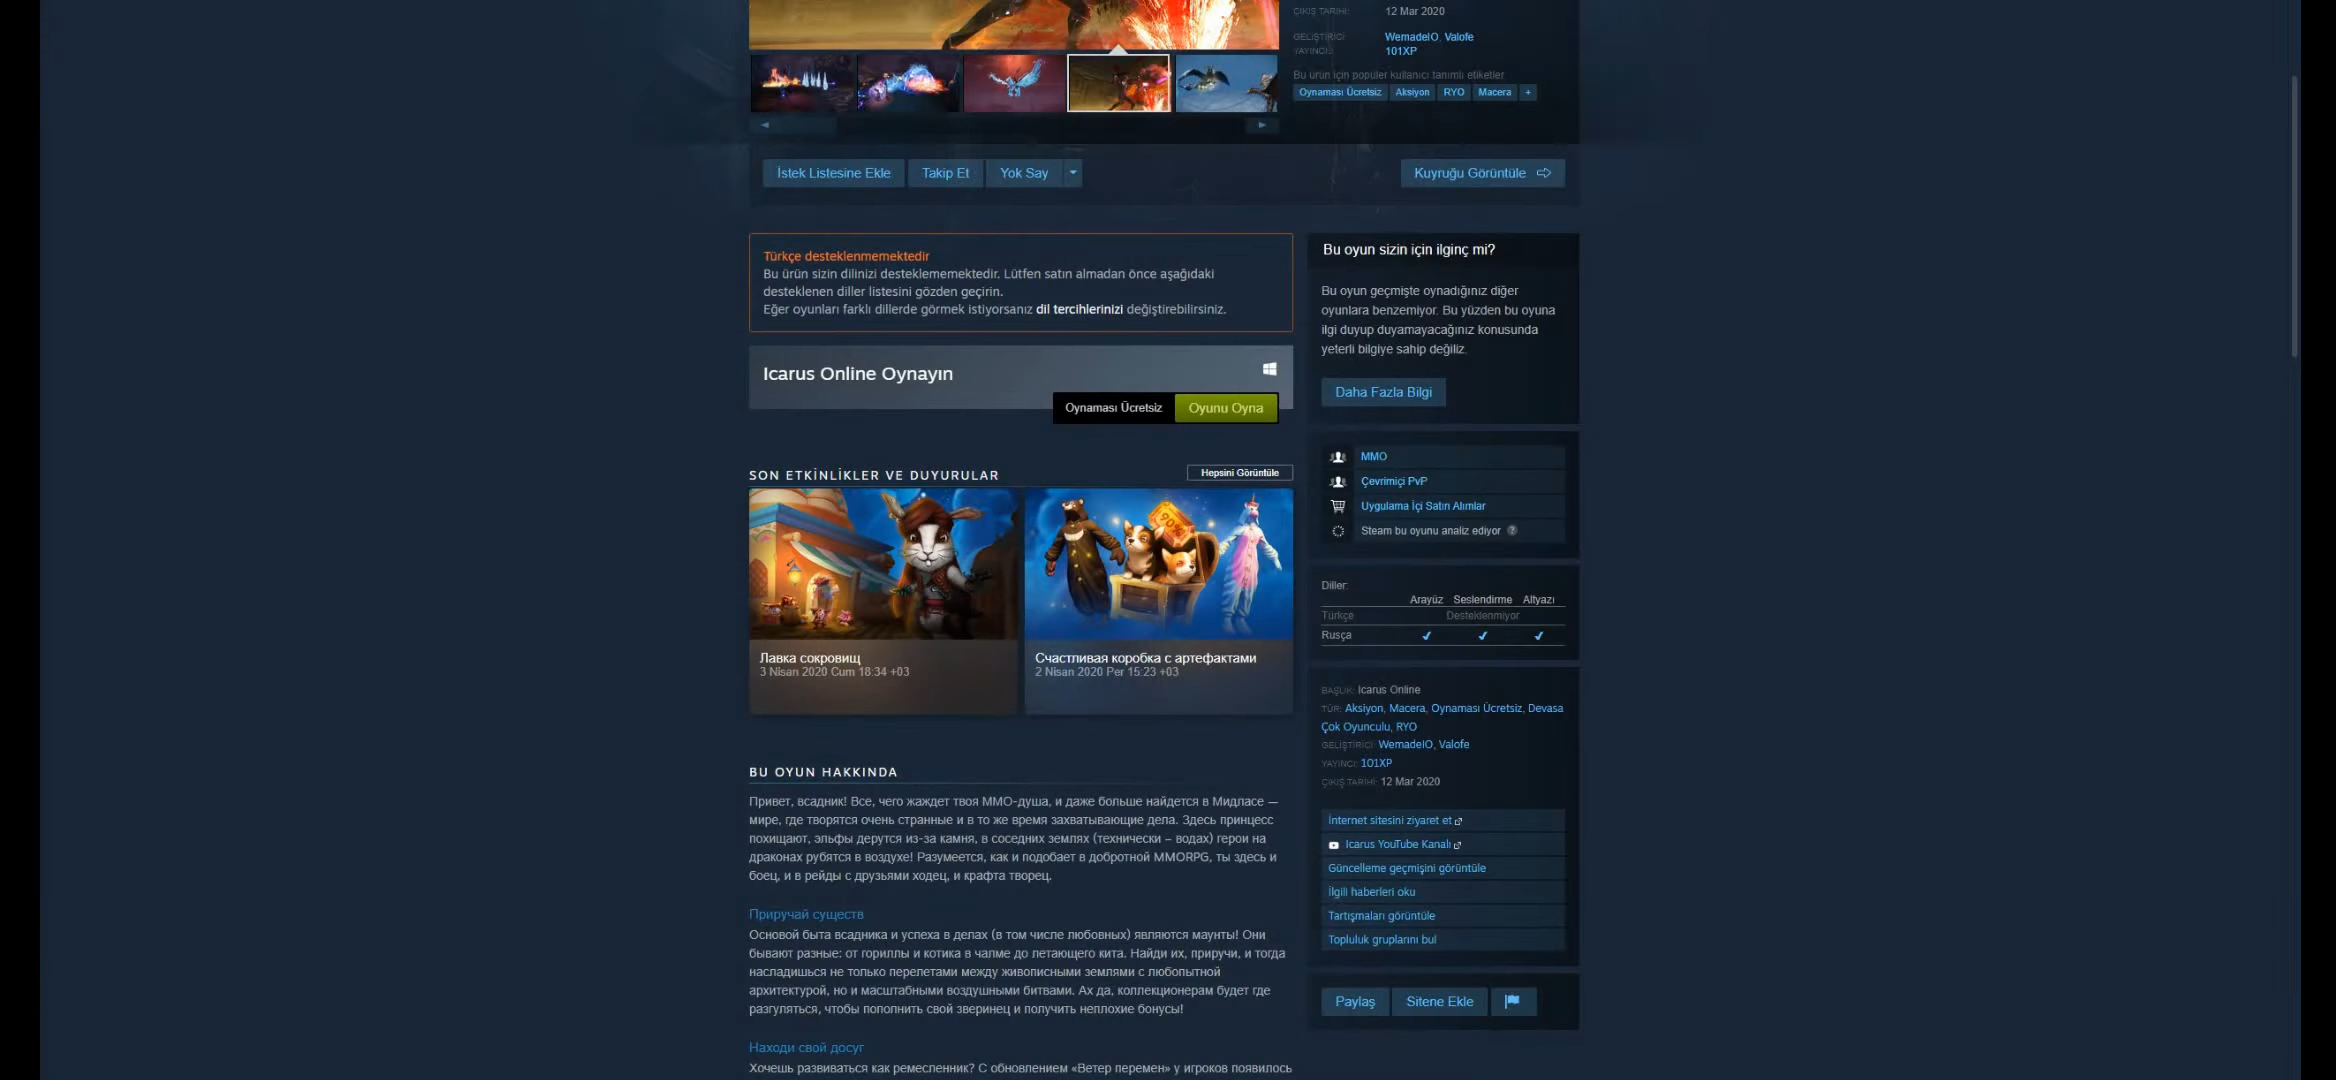 ÇIKIŞ TARİHİ: 12 Mar 2020
GELİŞTİRİCİ: WemadeIO, Valofe
YAYINCI: 101XP
Bu ürün için popüler kullanıcı tanımlı etiketler
Oynaması Ücretsiz Aksiyon RYO Macera +
İstek Listesine Ekle Takip Et Yok Say Kuyruğu Görüntüle
Türkçe desteklenmemektedir
Bu ürün sizin dilinizi desteklememektedir. Lütfen satın almadan önce aşağıdaki
desteklenen diller listesini gözden geçirin.
Eğer oyunları farklı dillerde görmek istiyorsanız dil tercihlerinizi değiştirebilirsiniz.
Icarus Online Oynayın
Oynaması Ücretsiz Oyunu Oyna
SON ETKİNLİKLER VE DUYURULAR Hepsini Görüntüle
90%
Лавка сокровищ
3 Nisan 2020 Cum 18:34 +03
Счастливая коробка с артефактами
2 Nisan 2020 Per 15:23 +03
BU OYUN HAKKINDA
Привет, всадник! Все, чего жаждет твоя ММО-душа, и даже больше найдется в Мидласе —
мире, где творятся очень странные и в то же время захватывающие дела. Здесь принцесс
похищают, эльфы дерутся из-за камня, в соседних землях (технически – водах) герои на
драконах рубятся в воздухе! Разумеется, как и подобает в добротной MMORPG, ты здесь и
боец, и в рейды с друзьями ходец, и крафта творец.
Приручай существ
Основой быта всадника и успеха в делах (в том числе любовных) являются маунты! Они
бывают разные: от гориллы и котика в чалме до летающего кита. Найди их, приручи, и тогда
насладишься не только перелетами между живописными землями с любопытной
архитектурой, но и масштабными воздушными битвами. Ах да, коллекционерам будет где
разгуляться, чтобы пополнить свой зверинец и получить неплохие бонусы!
Находи свой досуг
Хочешь развиваться как ремесленник? С обновлением «Ветер перемен» у игроков появилось
Bu oyun sizin için ilginç mi?
Bu oyun geçmişte oynadığınız diğer
oyunlara benzemiyor. Bu yüzden bu oyuna
ilgi duyup duyamayacağınız konusunda
yeterli bilgiye sahip değiliz.
Daha Fazla Bilgi
MMO
Çevrimiçi PvP
Uygulama İçi Satın Alımlar
Steam bu oyunu analiz ediyor ?
Diller:
Arayüz Seslendirme Altyazı
Türkçe Desteklenmiyor
Rusça ✔ ✔ ✔
BAŞLIK: Icarus Online
TÜR: Aksiyon, Macera, Oynaması Ücretsiz, Devasa
Çok Oyunculu, RYO
GELİŞTİRİCİ: WemadeIO, Valofe
YAYINCI: 101XP
ÇIKIŞ TARİHİ: 12 Mar 2020
İnternet sitesini ziyaret et
Icarus YouTube Kanalı
Güncelleme geçmişini görüntüle
İlgili haberleri oku
Tartışmaları görüntüle
Topluluk gruplarını bul
Paylaş Sitene Ekle